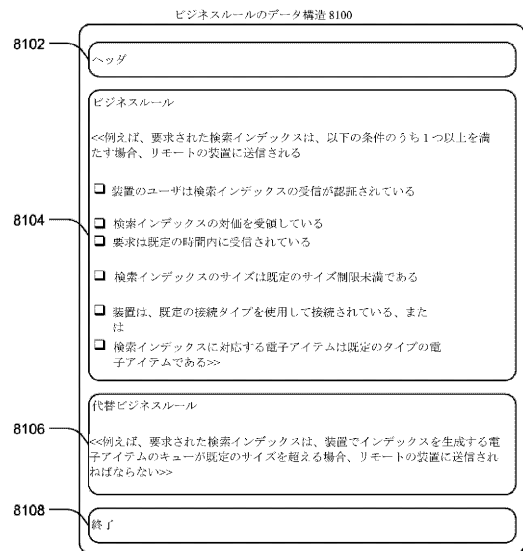 ビジネスルールのデータ構造 8100
8102
ヘッダ
ビジネスルール
<<例えば、要求された検索インデックスは、以下の条件のうち1つ以上を満
たす場合、リモートの装置に送信される
装置のユーザは検索インデックスの受信が認証されている
8104
検索インデックスの対価を受領している
要求は既定の時間内に受信されている
検索インデックスのサイズは既定のサイズ制限未満である
装置は、既定の接続タイプを使用して接続されている、また
は
検索インデックスに対応する電子アイテムは既定のタイプの電
子アイテムである>>
代替ビジネスルール
8106
<<例えば、要求された検索インデックスは、装置でインデックスを生成する電
子アイテムのキューが既定のサイズを超える場合、リモートの装置に送信され
ねばならない>>
8108
終了